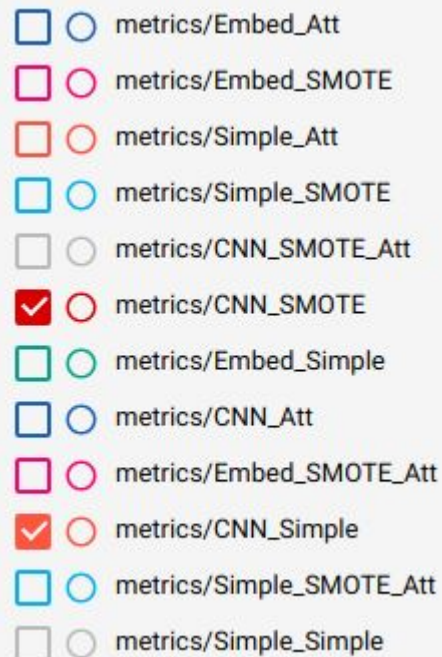 metrics/Embed_Att
metrics/Embed_SMOTE
metrics/Simple_Att
metrics/Simple_SMOTE
metrics/CNN_SMOTE_Att
metrics/CNN_SMOTE
metrics/Embed_Simple
metrics/CNN_Att
metrics/Embed_SMOTE_Att
metrics/CNN_Simple
metrics/Simple_SMOTE_Att
metrics/Simple_Simple